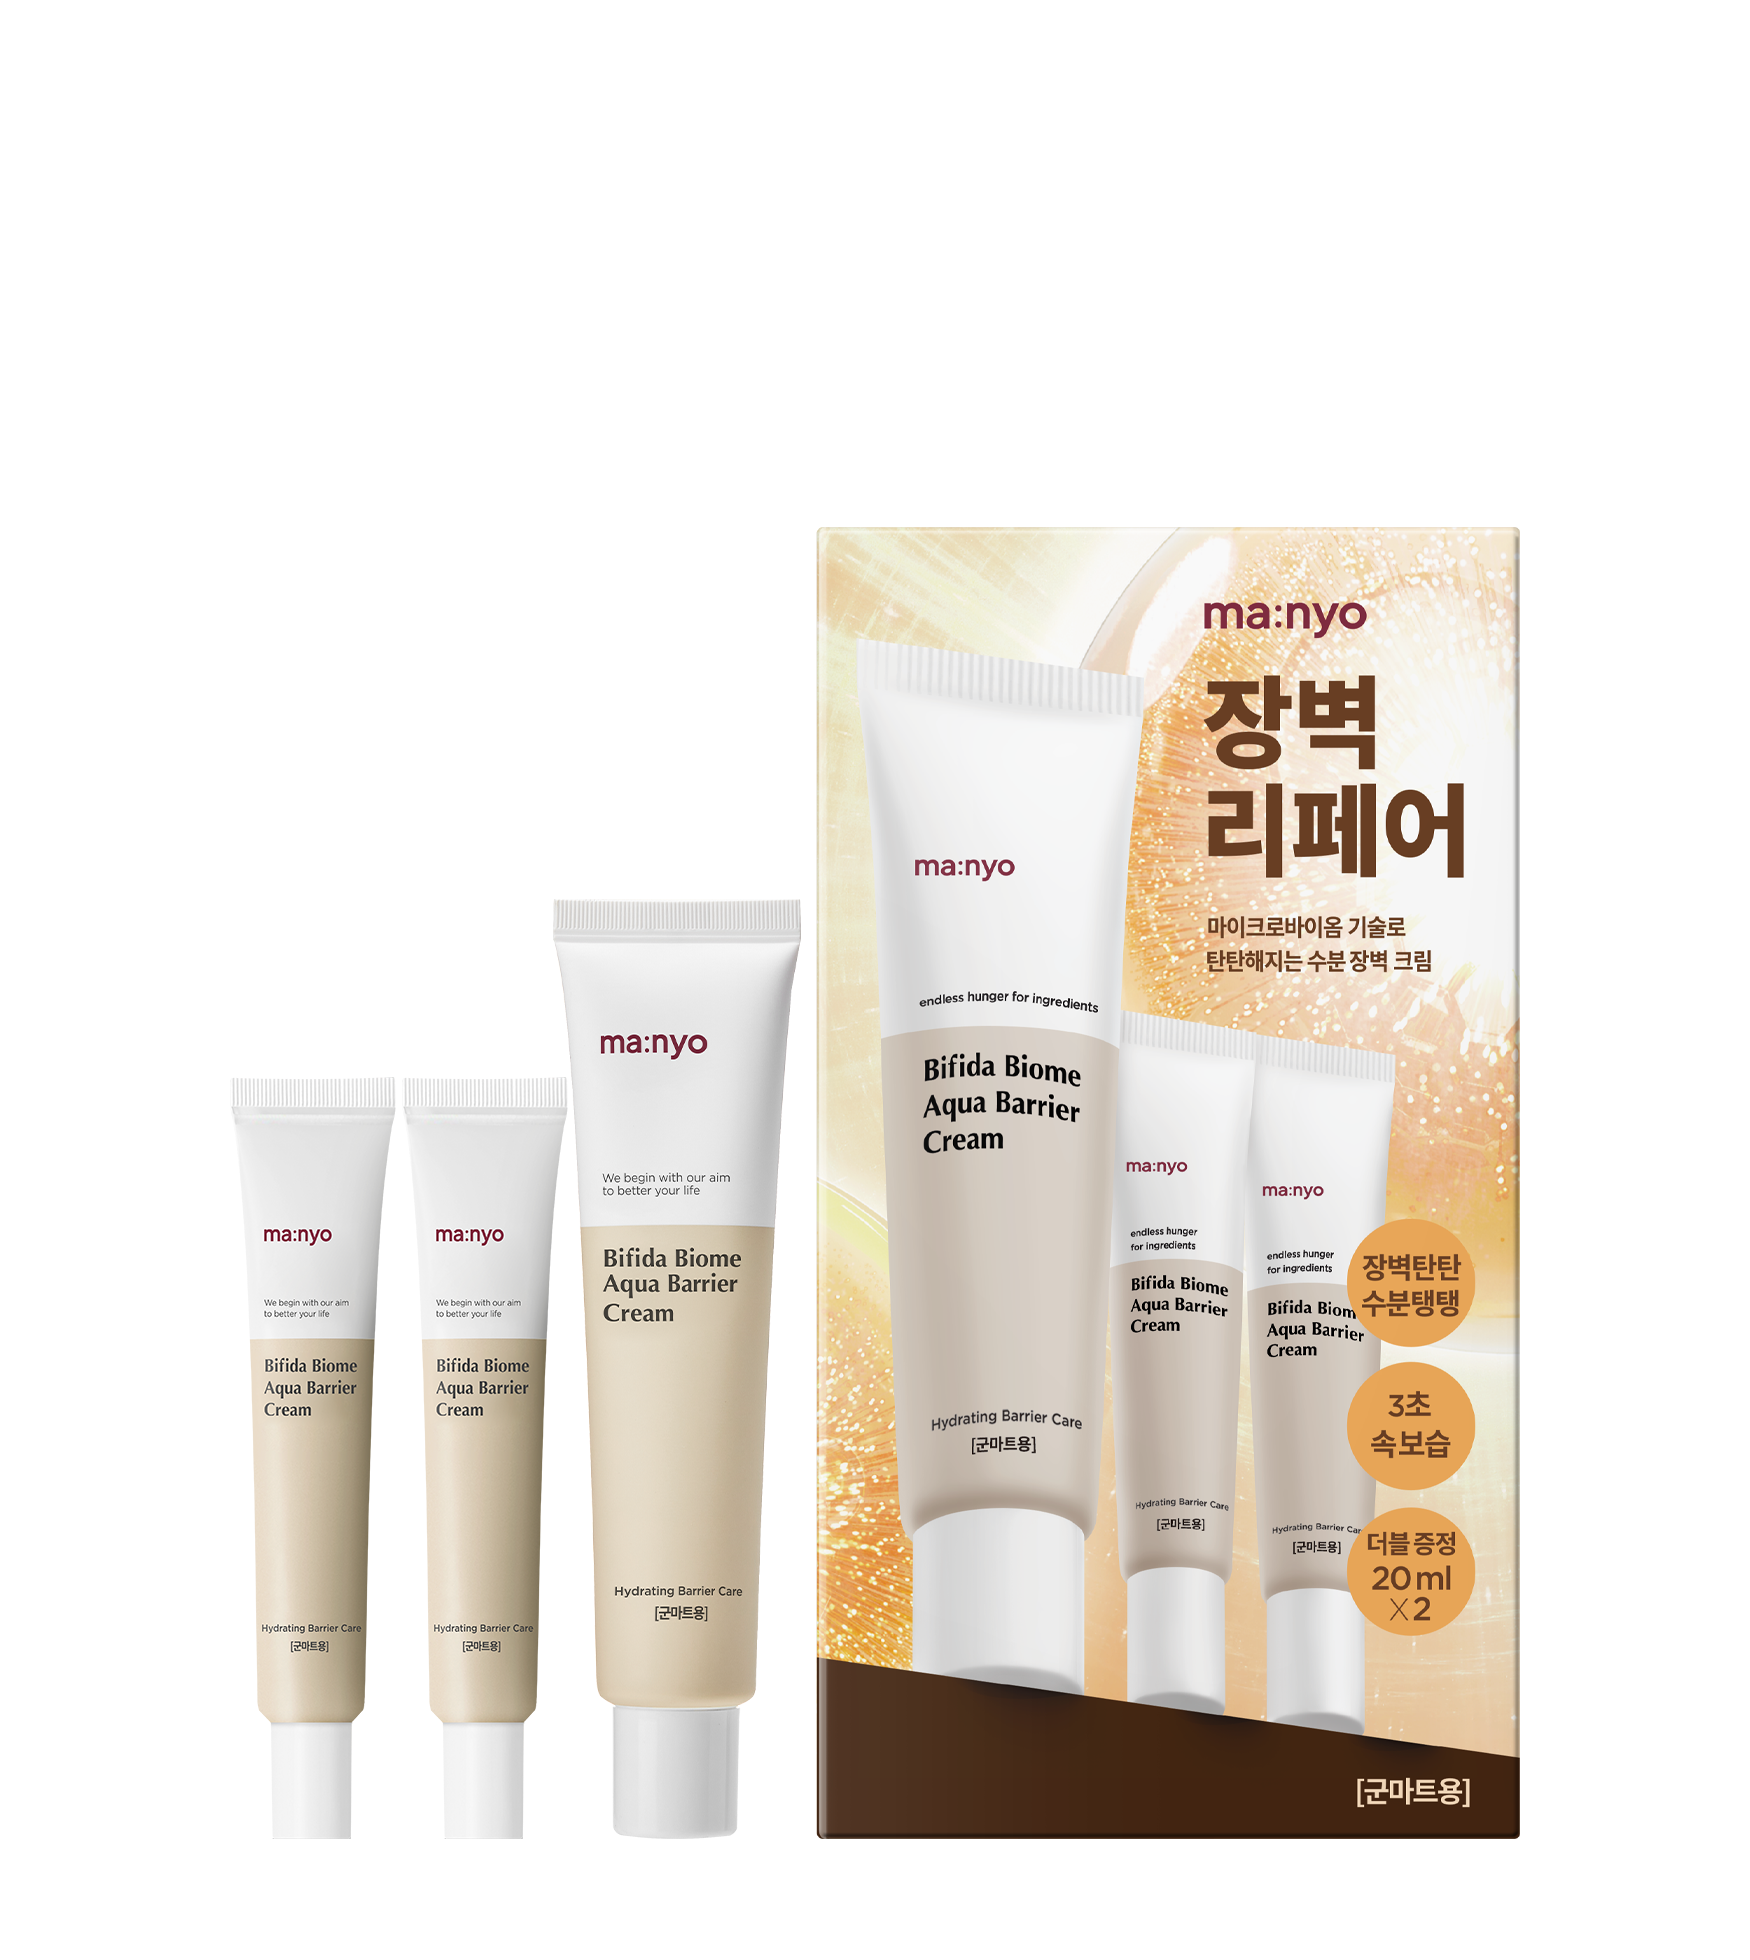 ma:nyo
We begin with our aim
to better your life
Bifida Biome
Aqua Barrier
Cream
Hydrating Barrier Care
[군마트용]
ma:nyo
We begin with our aim
to better your life
Bifida Biome
Aqua Barrier
Cream
Hydrating Barrier Care
[군마트용]
ma:nyo
We begin with our aim
to better your life
Bifida Biome
Aqua Barrier
Cream
Hydrating Barrier Care
[군마트용]
ma:nyo
장벽
리페어
마이크로바이옴 기술로
탄탄해지는 수분 장벽 크림
ma:nyo
endless hunger for ingredients
Bifida Biome
Aqua Barrier
Cream
Hydrating Barrier Care
[군마트용]
ma:nyo
endless hunger
for ingredients
Bifida Biome
Aqua Barrier
Cream
Hydrating Barrier Care
[군마트용]
ma:nyo
endless hunger
for ingredients
Bifida Biom
Aqua Barrier
Cream
Hydrating Barrier Car
[군마트용]
장벽탄탄
수분탱탱
3초
속보습
더블 증정
20ml
X2
[군마트용]